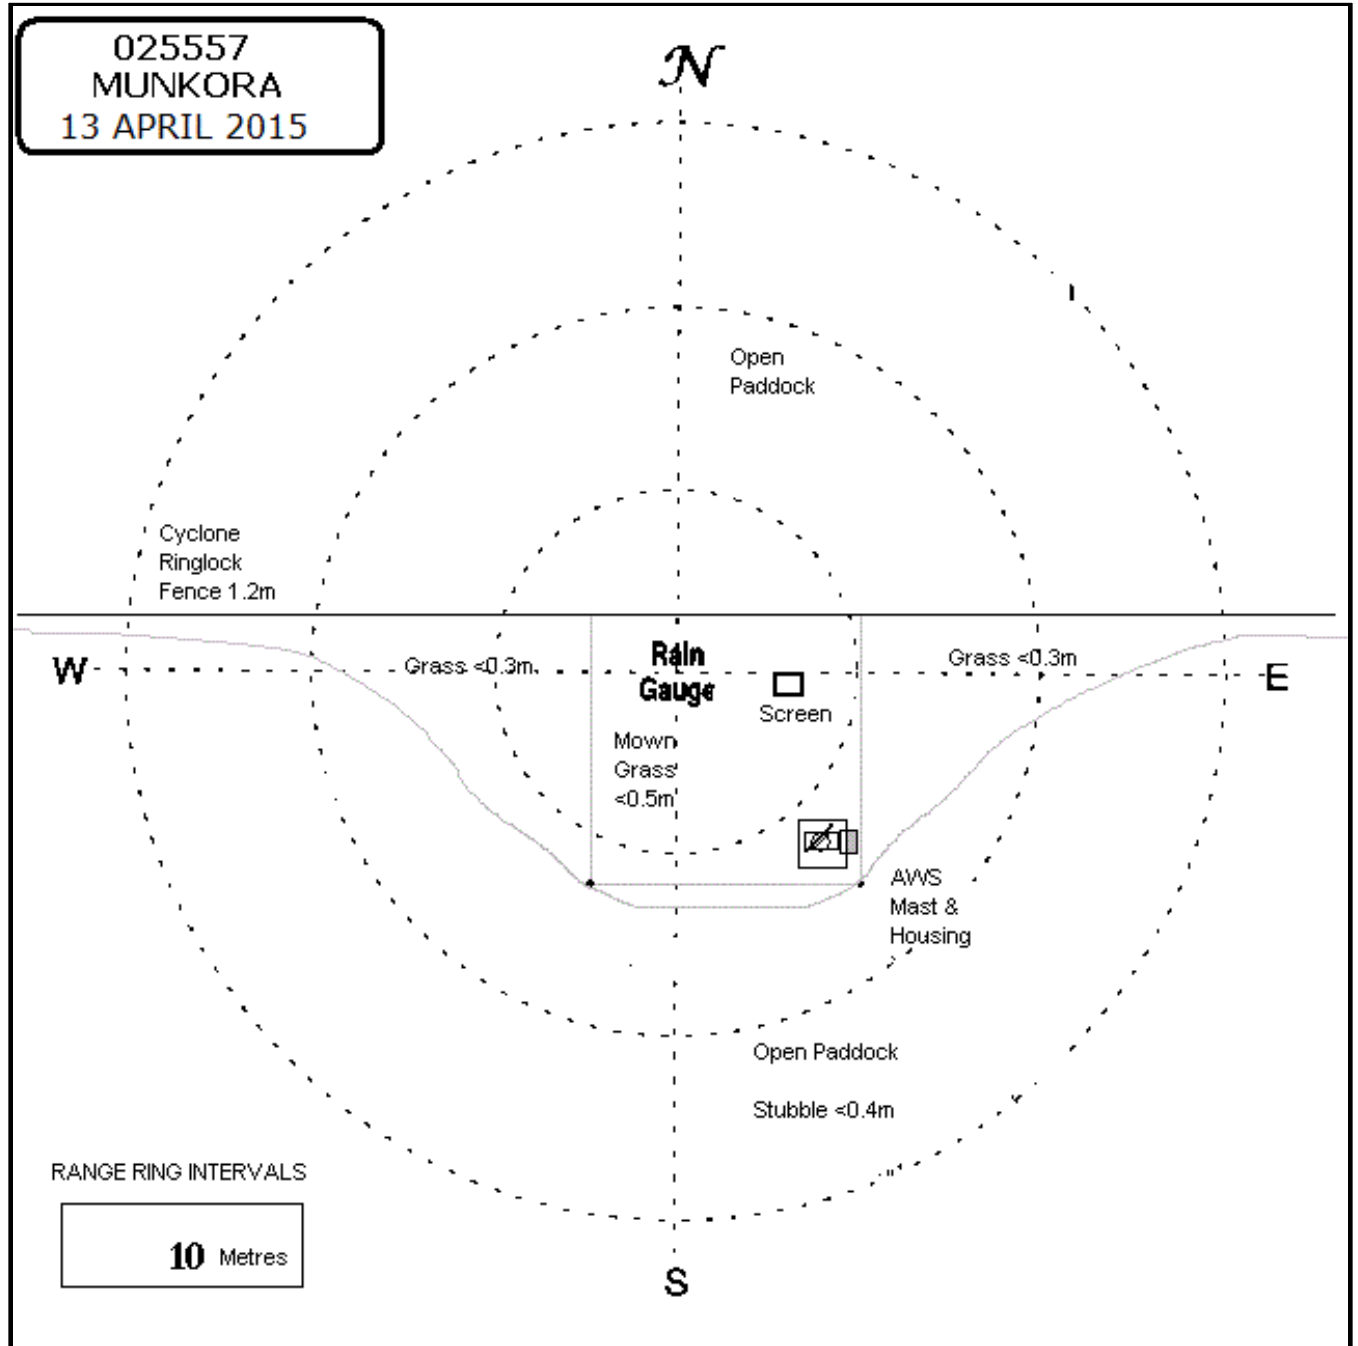 025557
MUNKORA
13 APRIL 2015
N
Open
Paddock
Cyclone
Ringlock
Fence 1.2m
W
Grass <0.3m
Rain
Gauge
Grass <0.3m
E
Screen
Mown
Grass
<0.5m
AWS
Mast &
Housing
Open Paddock
Stubble <0.4m
RANGE RING INTERVALS
10 Metres
S